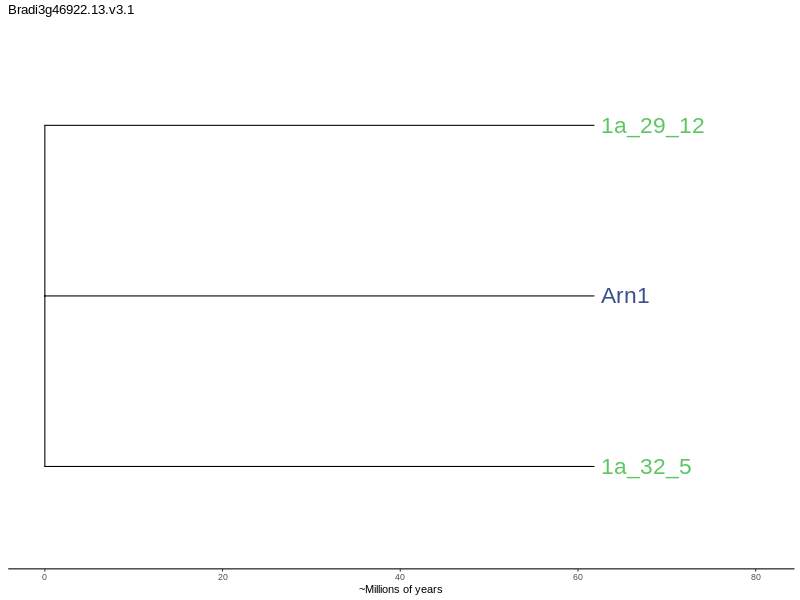 Bradi3g46922.13.v3.1
1a_29_12
Arn1
1a_32_5
0 20 40 60 80
~Millions of years